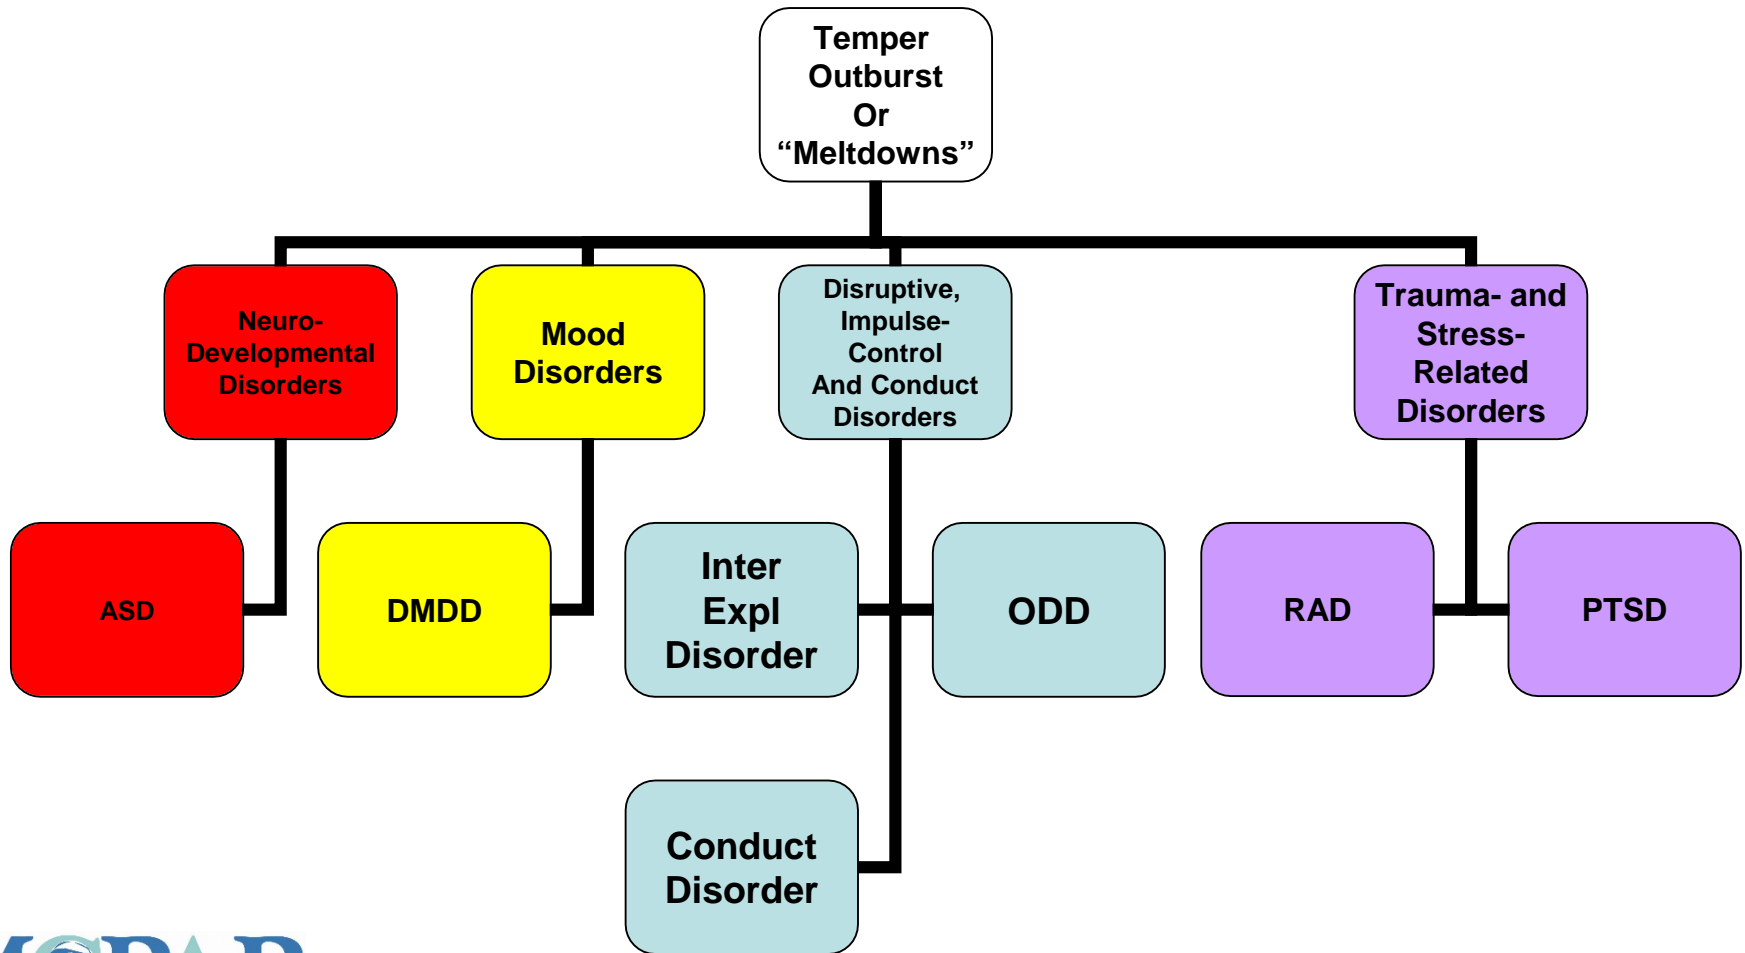 Temper
Outburst
Or
“Meltdowns”
Neuro-
Developmental
Disorders
Mood
Disorders
Disruptive,
Impulse-
Control
And Conduct
Disorders
Trauma- and
Stress-
Related
Disorders
ASD
DMDD
Inter
Expl
Disorder
ODD
RAD
PTSD
Conduct
Disorder